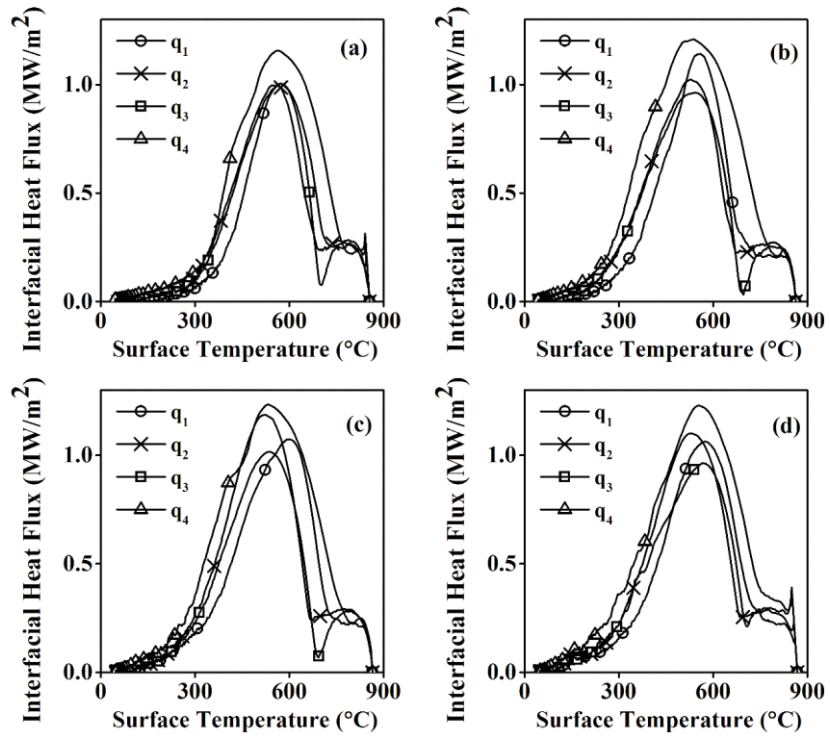 (a)
q1
q2
q3
q4
1.0
0.5
0.0
0 300 600 900
Surface Temperature (°C)
Interfacial Heat Flux (MW/m²)
(b)
q1
q2
q3
q4
1.0
0.5
0.0
0 300 600 900
Surface Temperature (°C)
Interfacial Heat Flux (MW/m²)
(c)
q1
q2
q3
q4
1.0
0.5
0.0
0 300 600 900
Surface Temperature (°C)
Interfacial Heat Flux (MW/m²)
(d)
q1
q2
q3
q4
1.0
0.5
0.0
0 300 600 900
Surface Temperature (°C)
Interfacial Heat Flux (MW/m²)